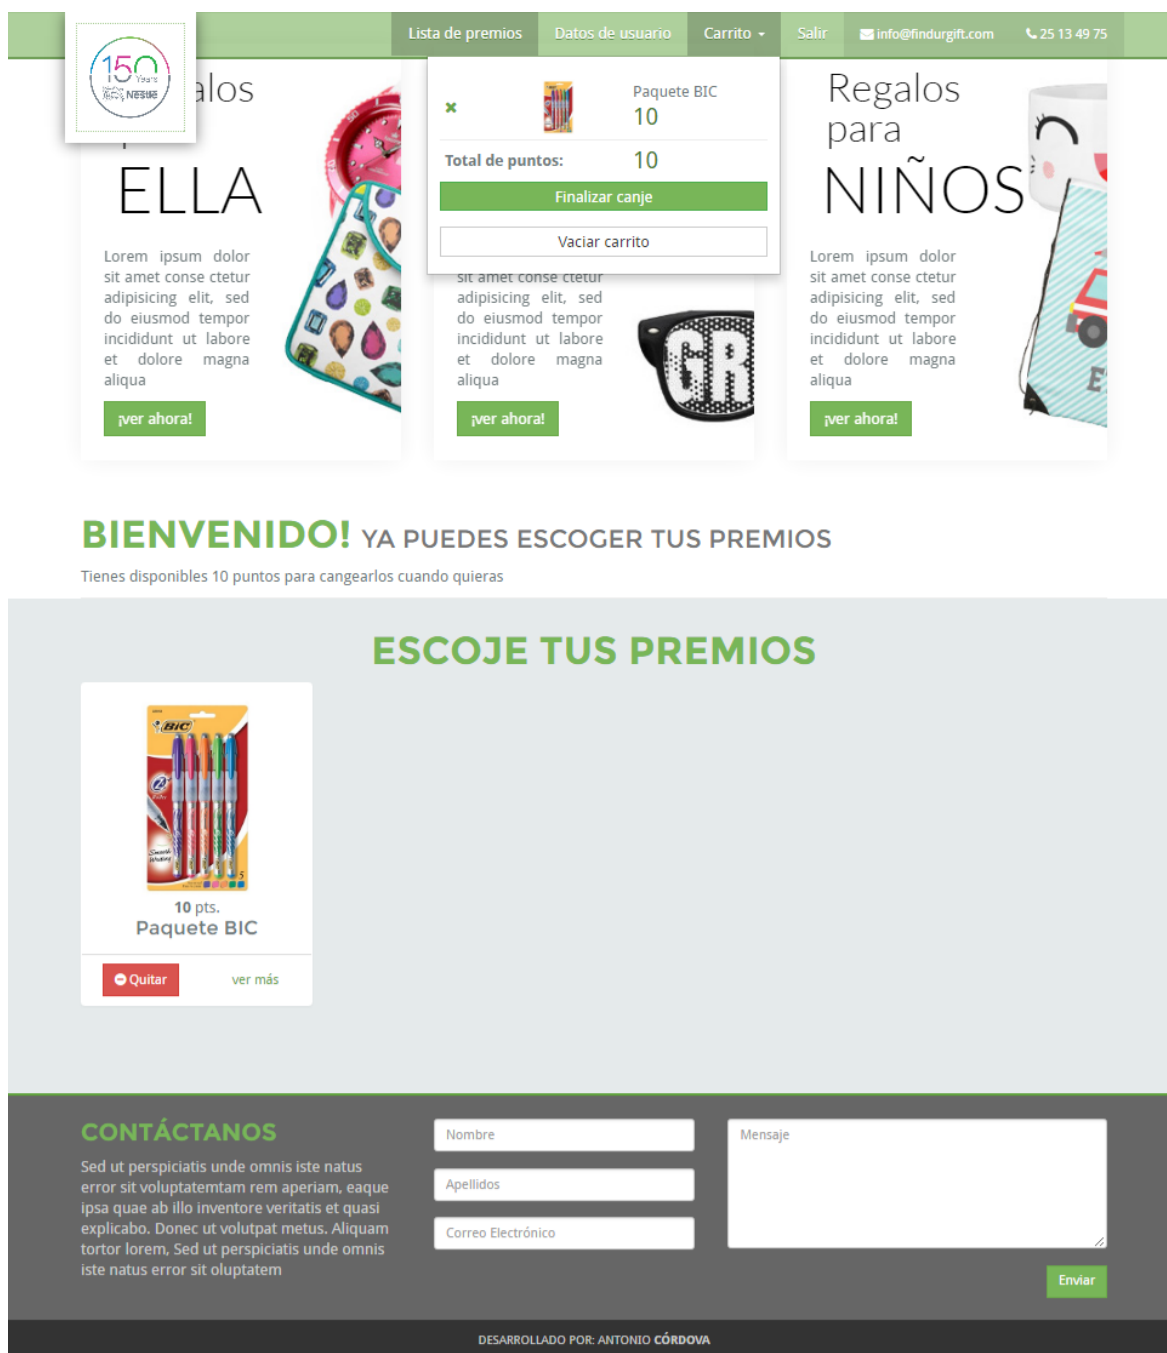 Lista de premios
Datos de usuario
Carrito
Salir
info@findurgift.com
25 13 49 75
150
Years
Nestlé
alos
ELLA
Lorem ipsum dolor
sit amet conse ctetur
adipisicing elit, sed
do eiusmod tempor
incididunt ut labore
et dolore magna
aliqua
¡ver ahora!
Paquete BIC
10
Total de puntos: 10
Finalizar canje
Vaciar carrito
sit amet conse ctetur
adipisicing elit, sed
do eiusmod tempor
incididunt ut labore
et dolore magna
aliqua
¡ver ahora!
GR
Regalos
para
NIÑOS
Lorem ipsum dolor
sit amet conse ctetur
adipisicing elit, sed
do eiusmod tempor
incididunt ut labore
et dolore magna
aliqua
¡ver ahora!
E
BIENVENIDO! YA PUEDES ESCOGER TUS PREMIOS
Tienes disponibles 10 puntos para cangearlos cuando quieras
ESCOJE TUS PREMIOS
BIC
Smooth
Writing
5
10 pts.
Paquete BIC
Quitar
ver más
CONTÁCTANOS
Sed ut perspiciatis unde omnis iste natus
error sit voluptatemtam rem aperiam, eaque
ipsa quae ab illo inventore veritatis et quasi
explicabo. Donec ut volutpat metus. Aliquam
tortor lorem, Sed ut perspiciatis unde omnis
iste natus error sit oluptatem
Nombre
Apellidos
Correo Electrónico
Mensaje
Enviar
DESARROLLADO POR: ANTONIO CÓRDOVA